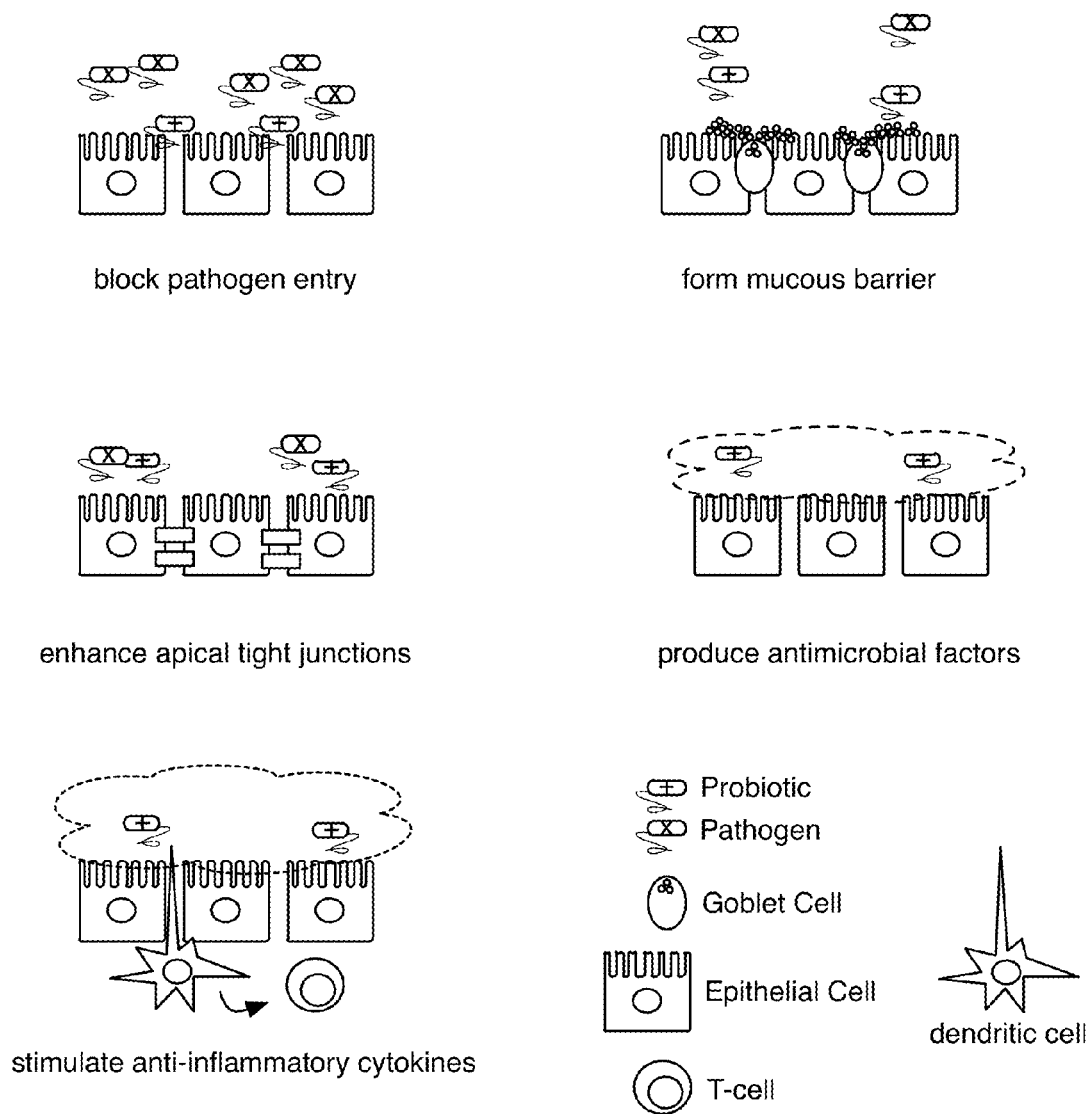 block pathogen entry
form mucous barrier
enhance apical tight junctions
produce antimicrobial factors
stimulate anti-inflammatory cytokines
Probiotic
Pathogen
Goblet Cell
Epithelial Cell
T-cell
dendritic cell